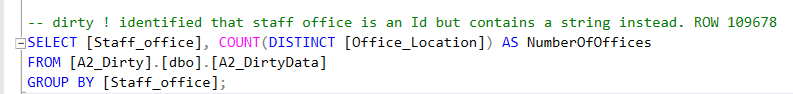 -- dirty ! identified that staff office is an Id but contains a string instead. ROW 109678
SELECT [Staff_office], COUNT(DISTINCT [Office_Location]) AS NumberOfOffices
FROM [A2_Dirty].[dbo].[A2_DirtyData]
GROUP BY [Staff_office];